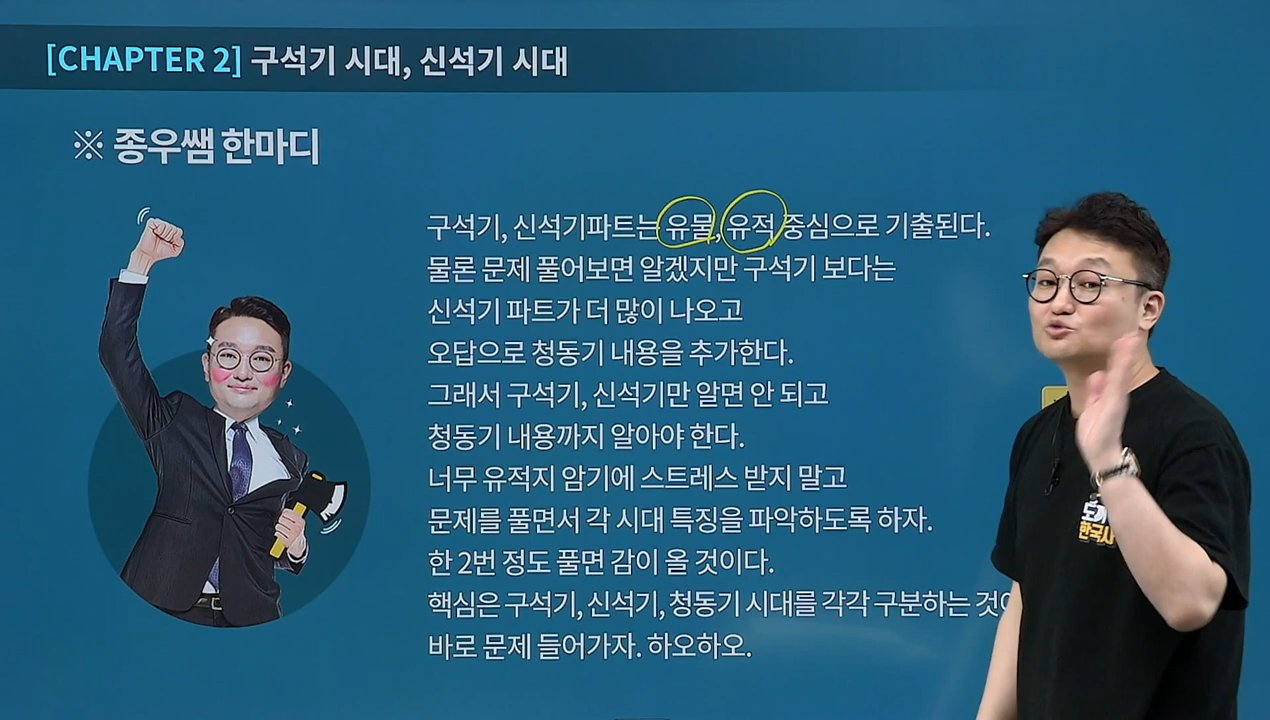 [CHAPTER 2] 구석기 시대, 신석기 시대
※ 종우쌤 한마디
구석기, 신석기파트는 유물, 유적 중심으로 기출된다.
물론 문제 풀어보면 알겠지만 구석기 보다는
신석기 파트가 더 많이 나오고
오답으로 청동기 내용을 추가한다.
그래서 구석기, 신석기만 알면 안 되고
청동기 내용까지 알아야 한다.
너무 유적지 암기에 스트레스 받지 말고
문제를 풀면서 각 시대 특징을 파악하도록 하자.
한 2번 정도 풀면 감이 올 것이다.
핵심은 구석기, 신석기, 청동기 시대를 각각 구분하는
바로 문제 들어가자. 하오하오.
한국사